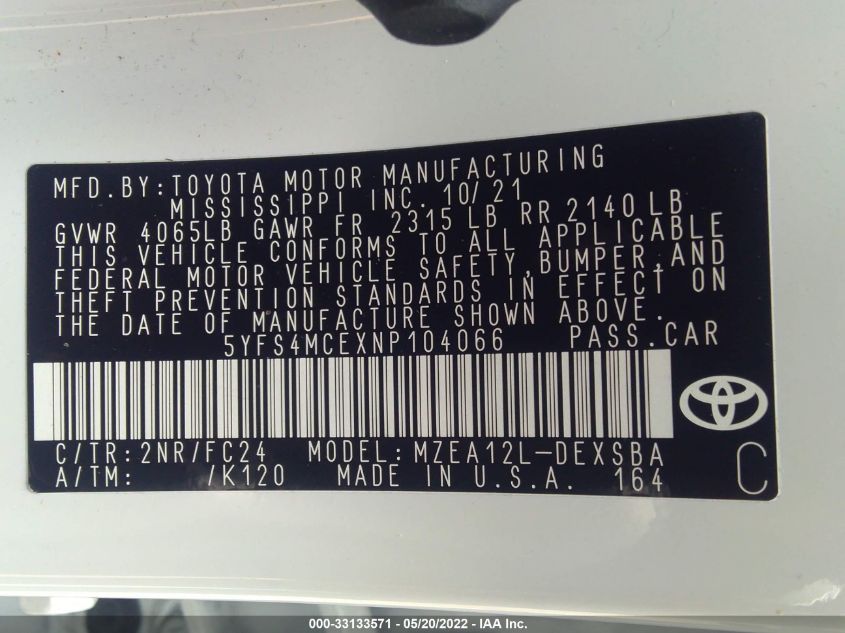 MFD.BY:TOYOTA MOTOR MANUFACTURING
MISSISSIPPI INC. 10/21
GVWR 4065LB GAWR FR 2315 LB RR 2140 LB
THIS VEHICLE CONFORMS TO ALL APPLICABLE
FEDERAL MOTOR VEHICLE SAFETY,BUMPER,AND
THEFT PREVENTION STANDARDS IN EFFECT ON
THE DATE OF MANUFACTURE SHOWN ABOVE.
5YFS4MCEXNP104066 PASS.CAR
C/TR:2NR/FC24 MODEL:MZEA12L-DEXSBA
A/TM: /K120 MADE IN U.S.A. 164
C
000-33133571 - 05/20/2022 - IAA Inc.